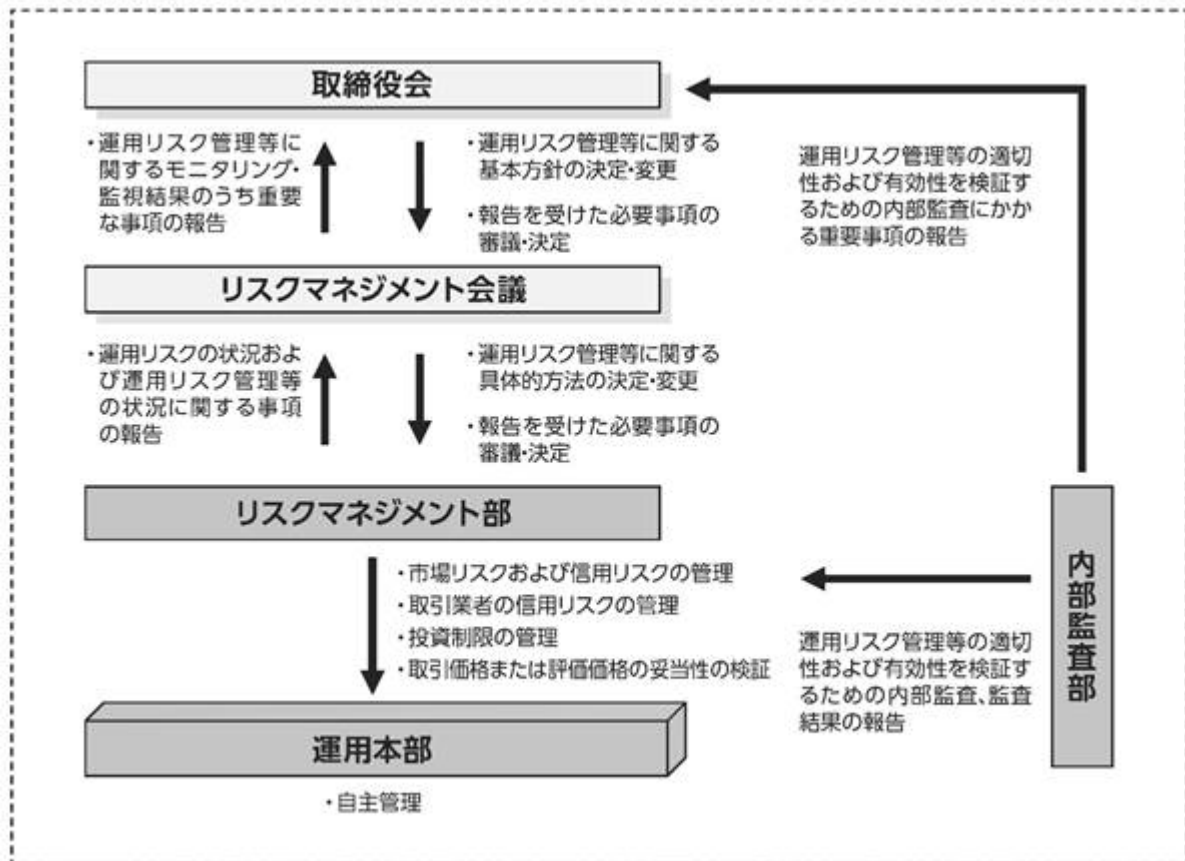 取締役会
・運用リスク管理等に
関するモニタリング・
監視結果のうち重要
な事項の報告
・運用リスク管理等に関する
基本方針の決定・変更
・報告を受けた必要事項の
審議・決定
運用リスク管理等の適切
性および有効性を検証す
るための内部監査にかか
る重要事項の報告
リスクマネジメント会議
・運用リスクの状況およ
び運用リスク管理等
の状況に関する事項
の報告
・運用リスク管理等に関する
具体的方法の決定・変更
・報告を受けた必要事項の
審議・決定
リスクマネジメント部
・市場リスクおよび信用リスクの管理
・取引業者の信用リスクの管理
・投資制限の管理
・取引価格または評価価格の妥当性の検証
運用リスク管理等の適切
性および有効性を検証す
るための内部監査、監査
結果の報告
内部監査部
運用本部
・自主管理